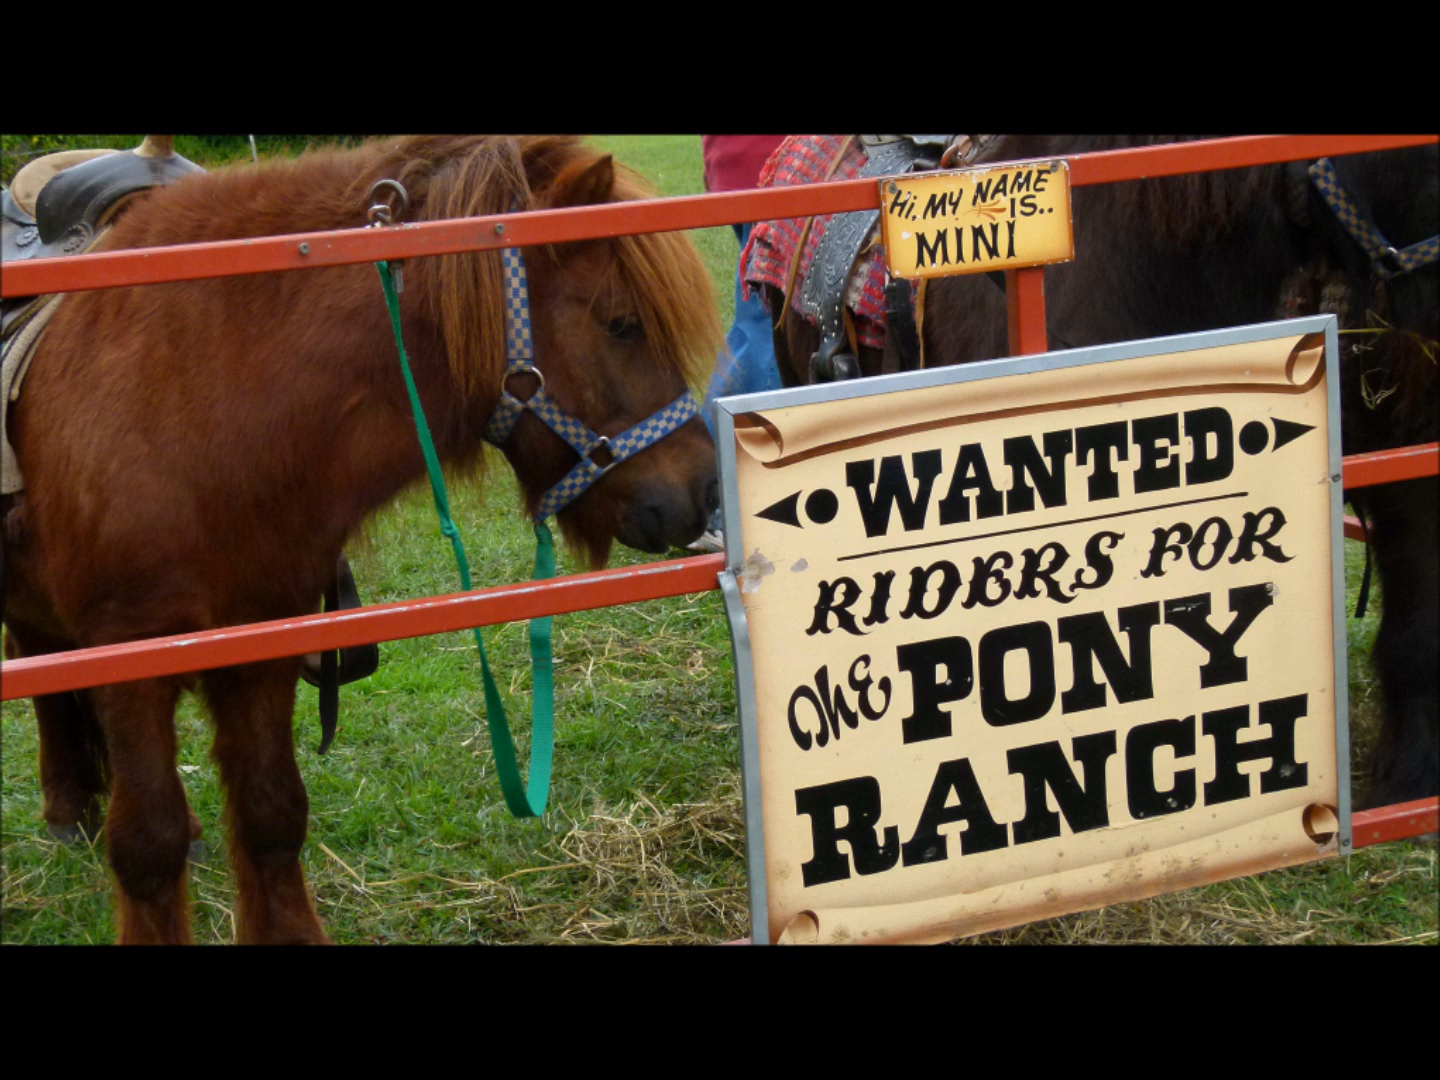 Hi, MY NAME
IS..
MINI
WANTED
RIDERS FOR
The PONY
RANCH